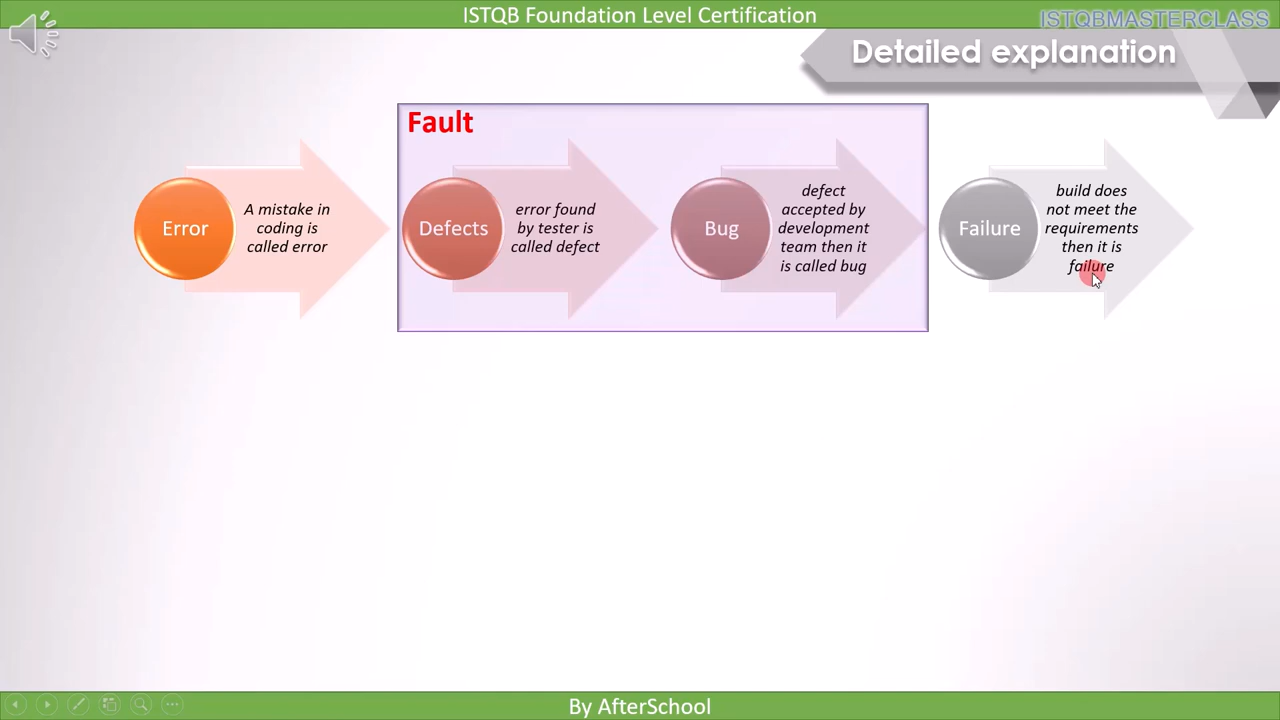 ISTQB Foundation Level Certification
ISTQBMASTERCLASS
Detailed explanation
Fault
Error
A mistake in
coding is
called error
Defects
error found
by tester is
called defect
Bug
defect
accepted by
development
team then it
is called bug
Failure
build does
not meet the
requirements
then it is
failure
By AfterSchool